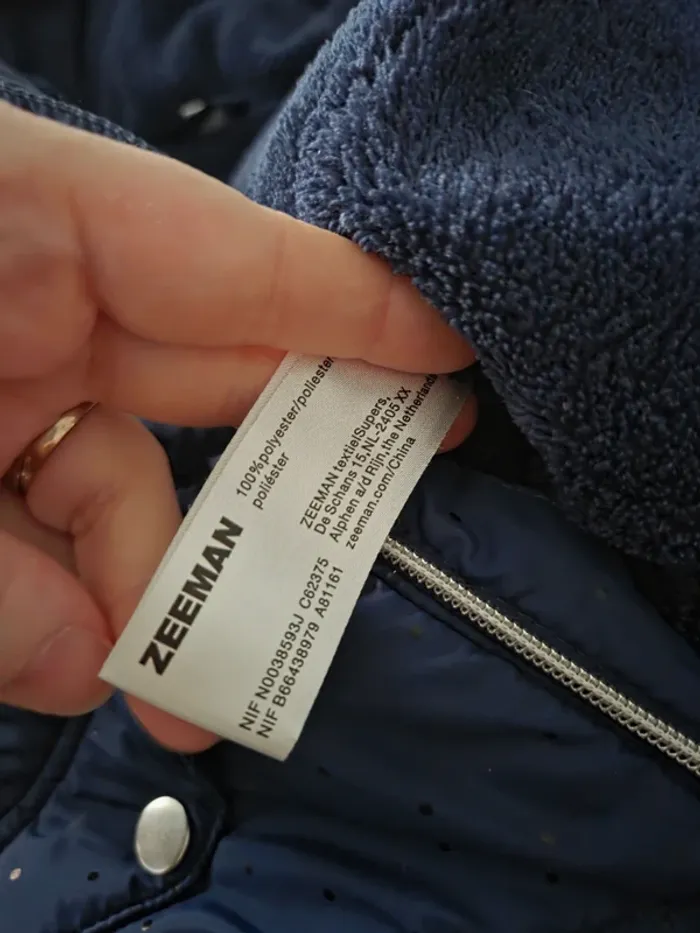 ZEEMAN
100%polyester/poliester
poliéster
ZEEMAN textielSupers,
De Schans 15,NL-2405 XX
Alphen a/d Rijn,the Netherlands
zeeman.com/China
NIF N0038593J C62375
NIF B66438979 A81161